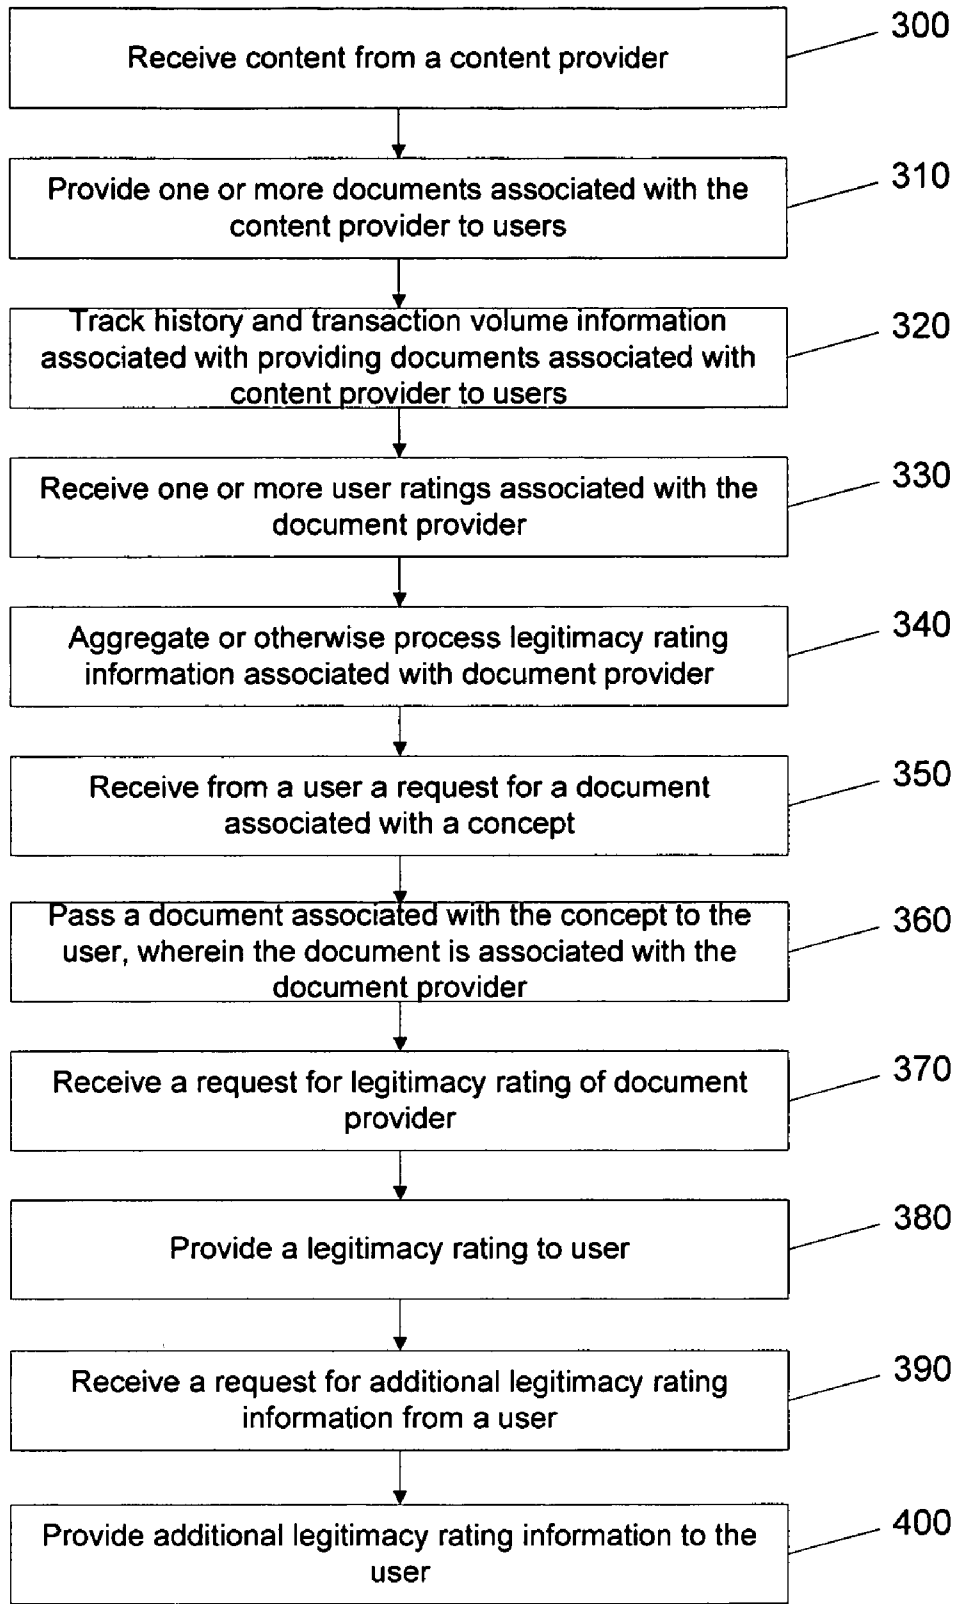 Receive content from a content provider
300
Provide one or more documents associated with the
content provider to users
310
Track history and transaction volume information
associated with providing documents associated with
content provider to users
320
Receive one or more user ratings associated with the
document provider
330
Aggregate or otherwise process legitimacy rating
information associated with document provider
340
Receive from a user a request for a document
associated with a concept
350
Pass a document associated with the concept to the
user, wherein the document is associated with the
document provider
360
Receive a request for legitimacy rating of document
provider
370
Provide a legitimacy rating to user
380
Receive a request for additional legitimacy rating
information from a user
390
Provide additional legitimacy rating information to the
user
400